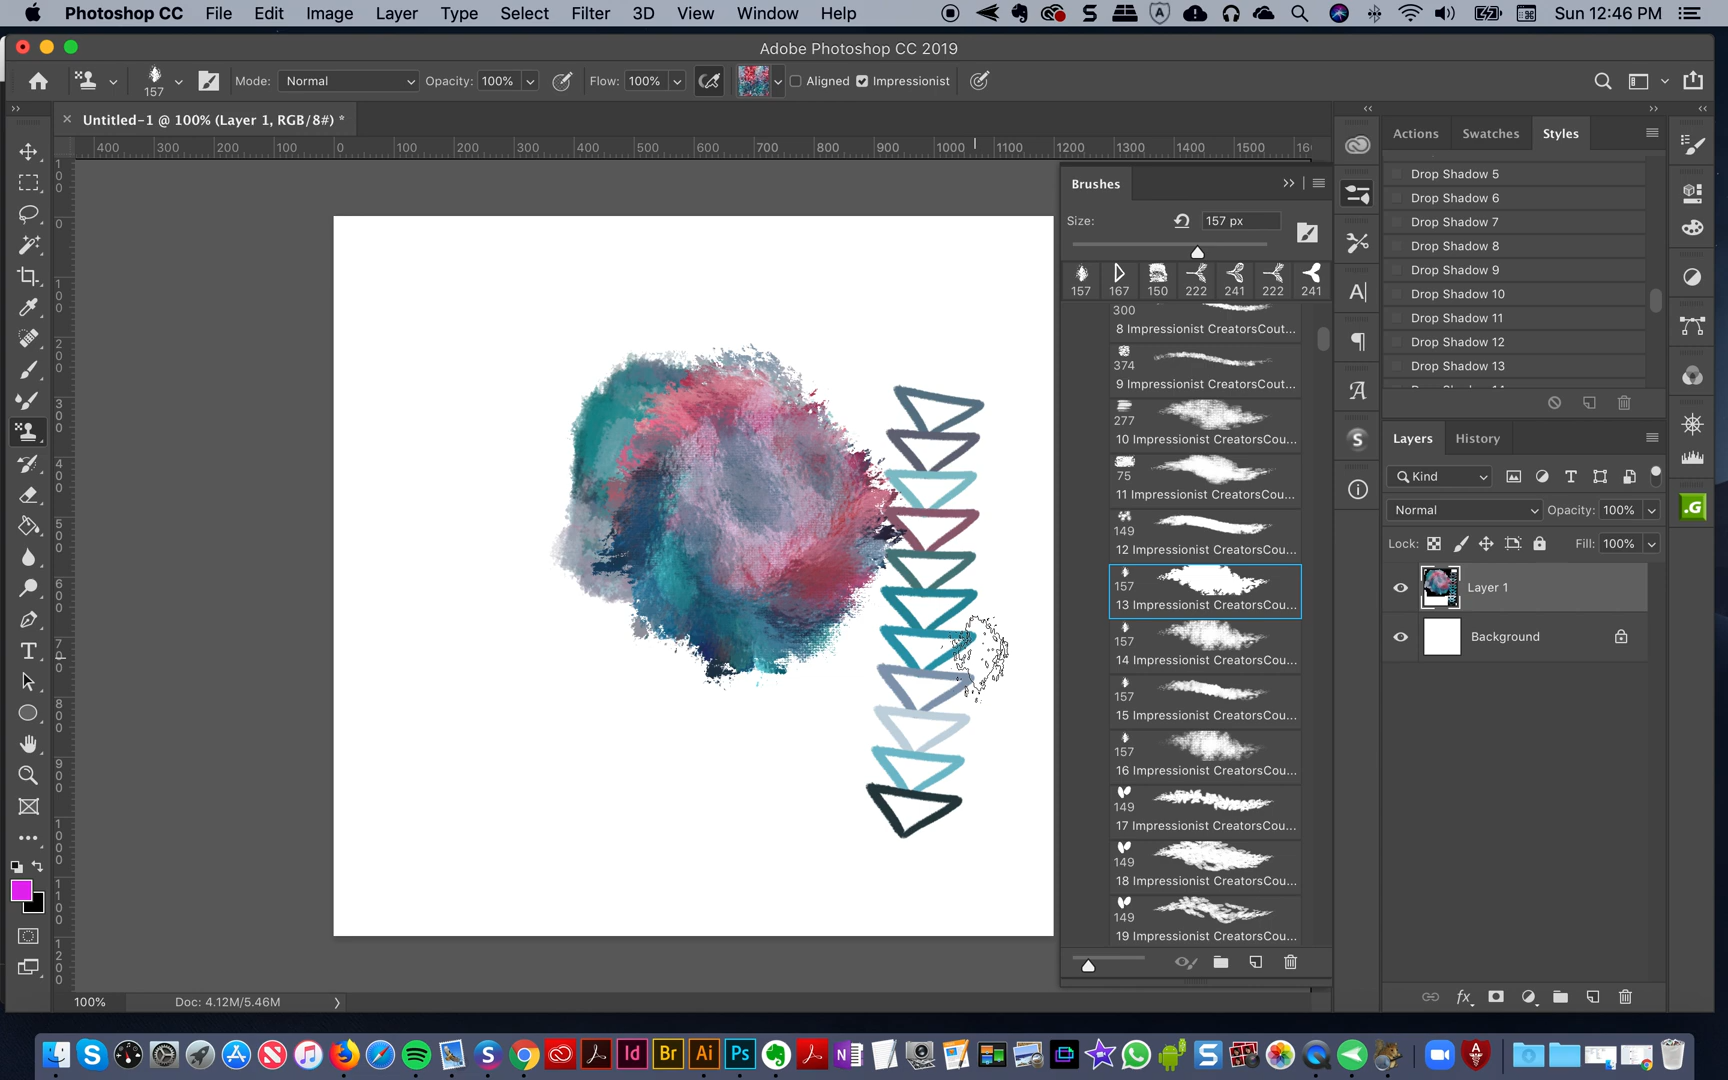 Photoshop CC File Edit Image Layer Type Select Filter 3D View Window Help Sun 12:46 PM
Adobe Photoshop CC 2019
157 Mode: Normal Opacity: 100% Flow: 100% Aligned Impressionist
Untitled-1 @ 100% (Layer 1, RGB/8#) *
400 300 200 100 0 100 200 300 400 500 600 700 800 900 1000 1100 1200 1300 1400 1500
Brushes
Size: 157 px
157 167 150 222 241 222 241
300
8 Impressionist CreatorsCout...
374
9 Impressionist CreatorsCout...
277
10 Impressionist CreatorsCou...
75
11 Impressionist CreatorsCou...
149
12 Impressionist CreatorsCou...
157
13 Impressionist CreatorsCou...
157
14 Impressionist CreatorsCou...
157
15 Impressionist CreatorsCou...
157
16 Impressionist CreatorsCou...
149
17 Impressionist CreatorsCou...
149
18 Impressionist CreatorsCou...
149
19 Impressionist CreatorsCou...
Actions Swatches Styles
Drop Shadow 5
Drop Shadow 6
Drop Shadow 7
Drop Shadow 8
Drop Shadow 9
Drop Shadow 10
Drop Shadow 11
Drop Shadow 12
Drop Shadow 13
Layers History
Kind
Normal Opacity: 100%
Lock: Fill: 100%
Layer 1
Background
100% Doc: 4.12M/5.46M